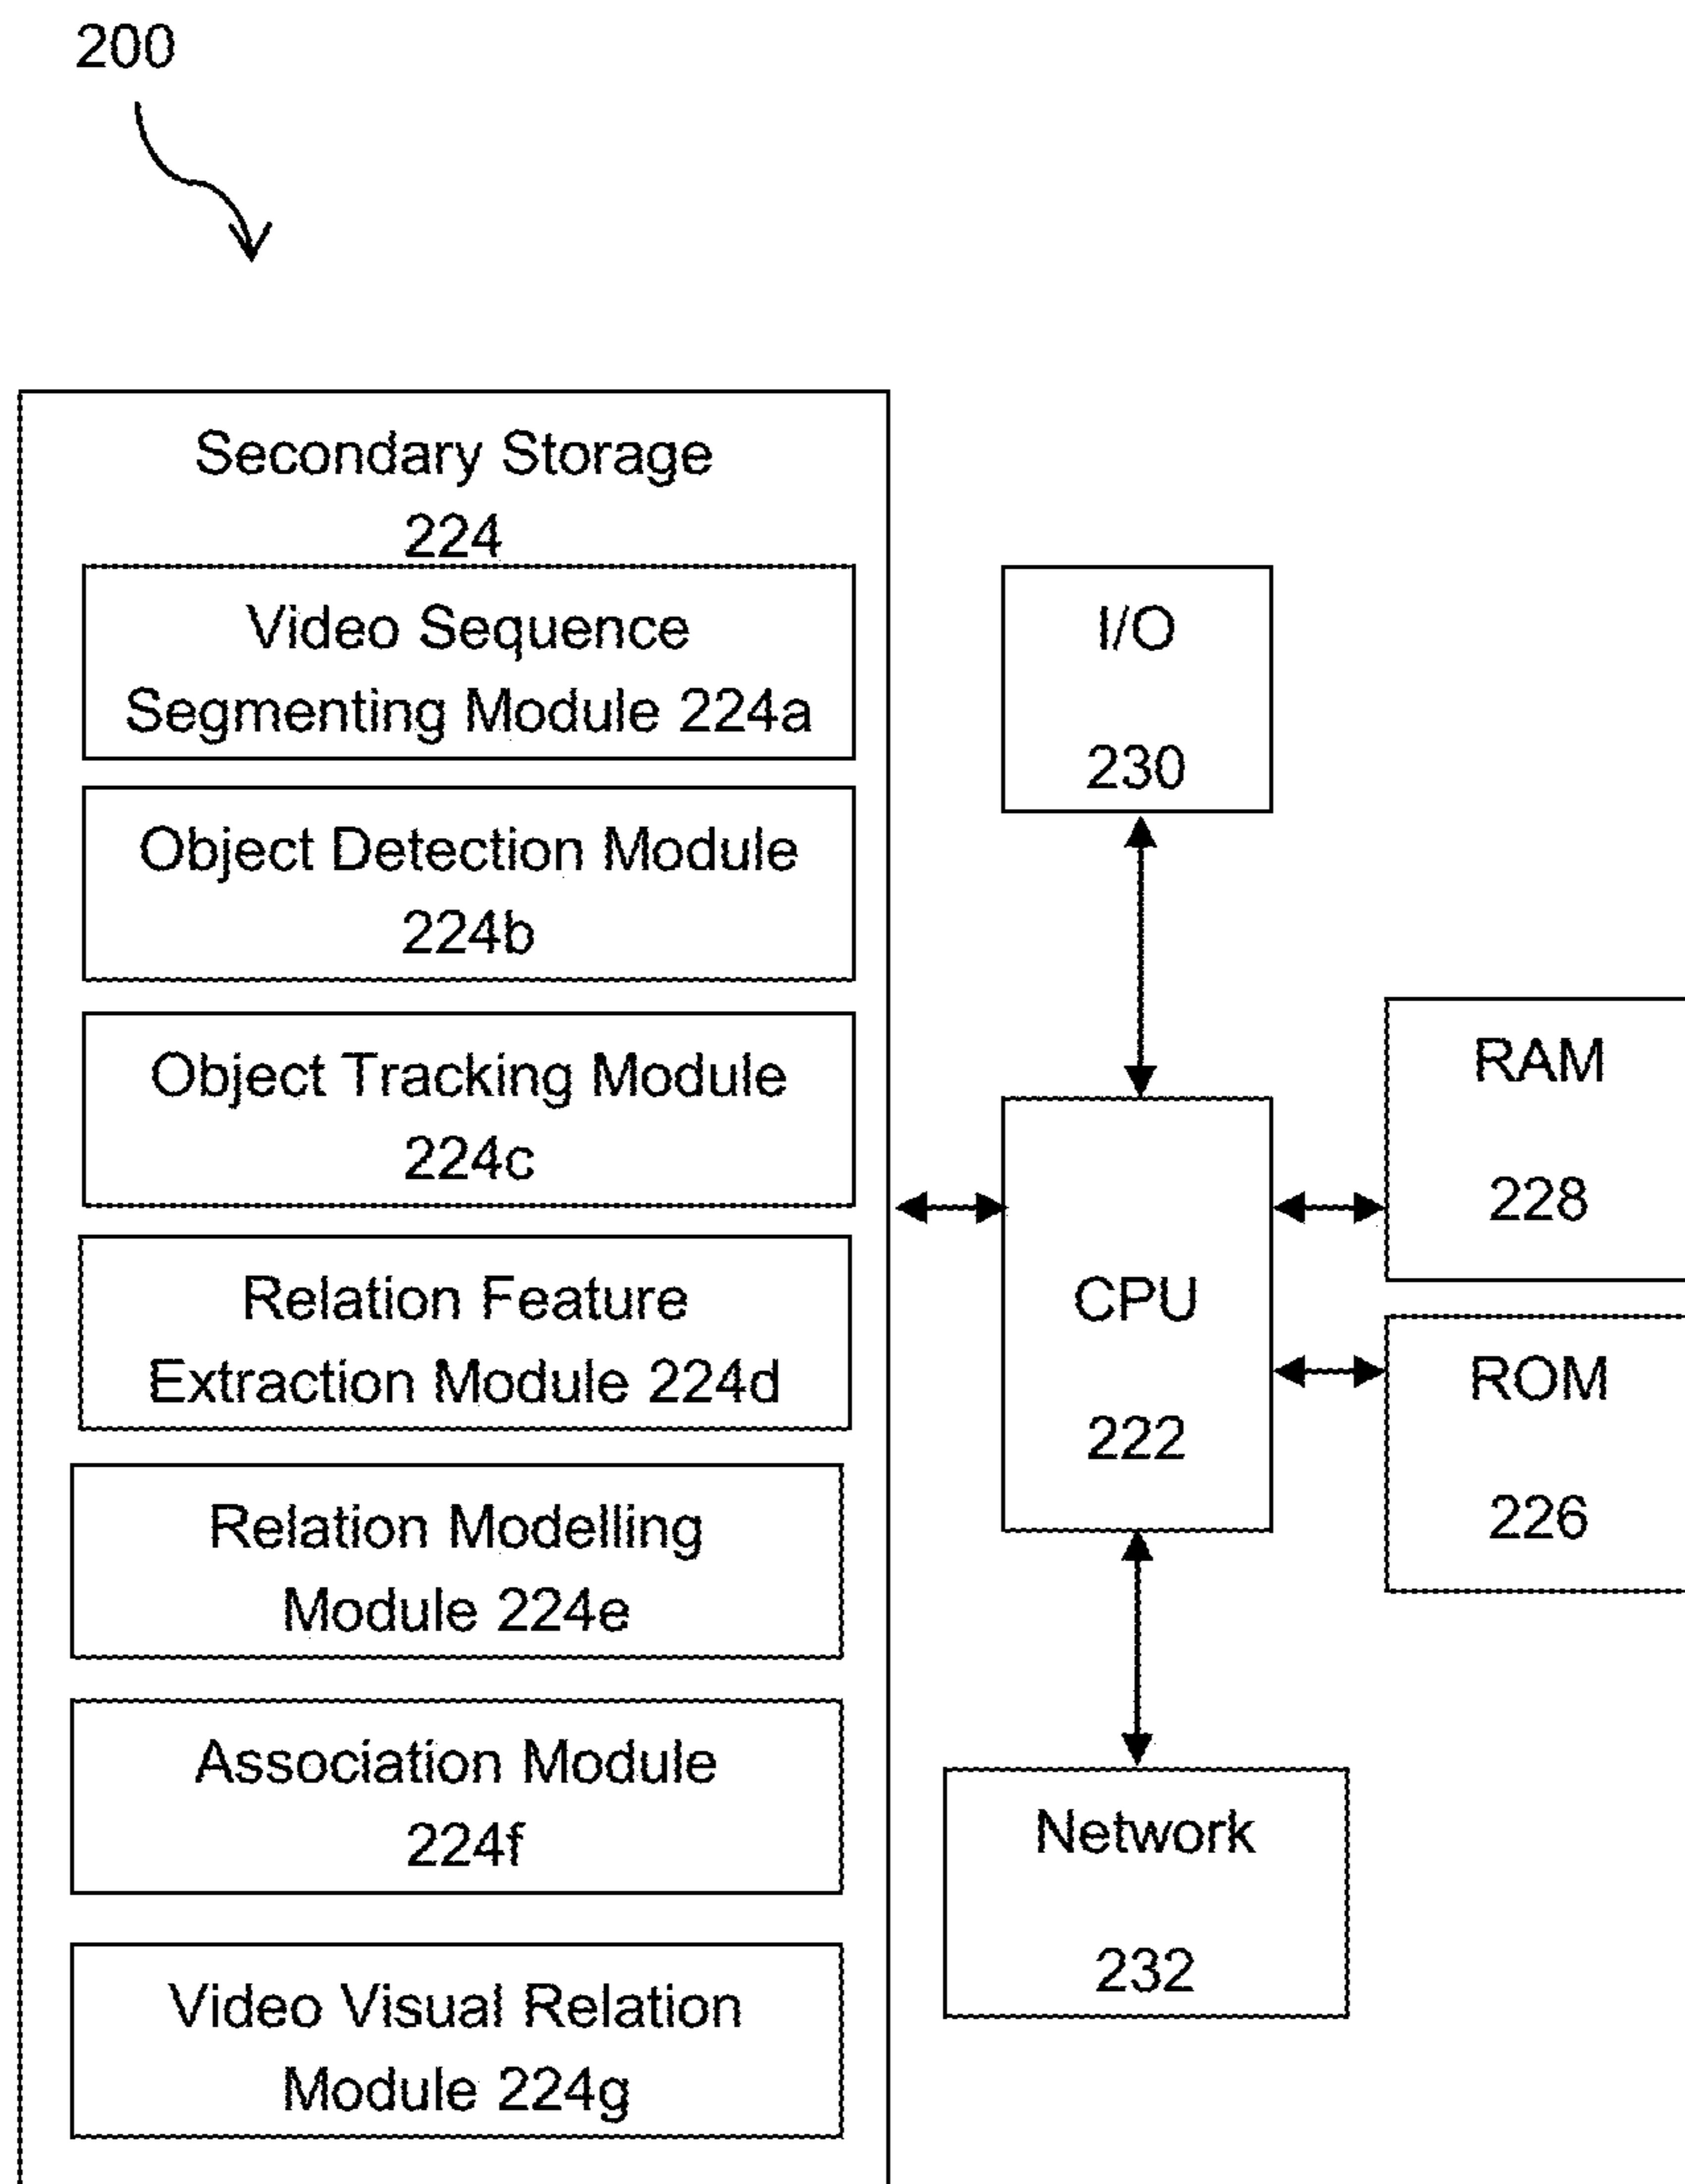 200
Secondary Storage
224
Video Sequence
Segmenting Module 224a
Object Detection Module
224b
Object Tracking Module
224c
Relation Feature
Extraction Module 224d
Relation Modelling
Module 224e
Association Module
224f
Video Visual Relation
Module 224g
I/O
230
CPU
222
RAM
228
ROM
226
Network
232